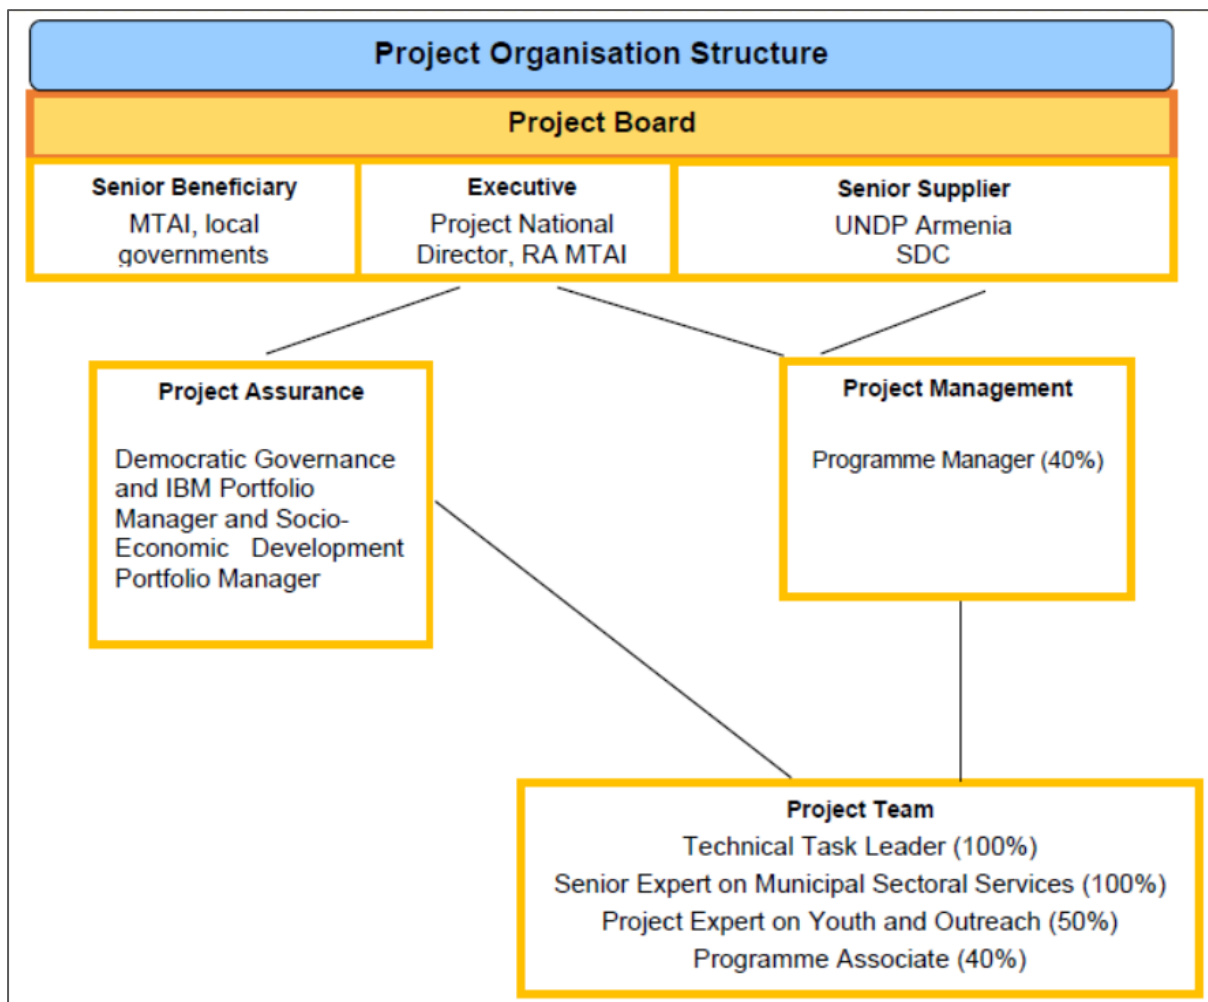 Project Organisation Structure
Project Board
Senior Beneficiary
MTAI, local
governments
Executive
Project National
Director, RA MTAI
Senior Supplier
UNDP Armenia
SDC
Project Assurance
Democratic Governance
and IBM Portfolio
Manager and Socio-
Economic Development
Portfolio Manager
Project Management
Programme Manager (40%)
Project Team
Technical Task Leader (100%)
Senior Expert on Municipal Sectoral Services (100%)
Project Expert on Youth and Outreach (50%)
Programme Associate (40%)